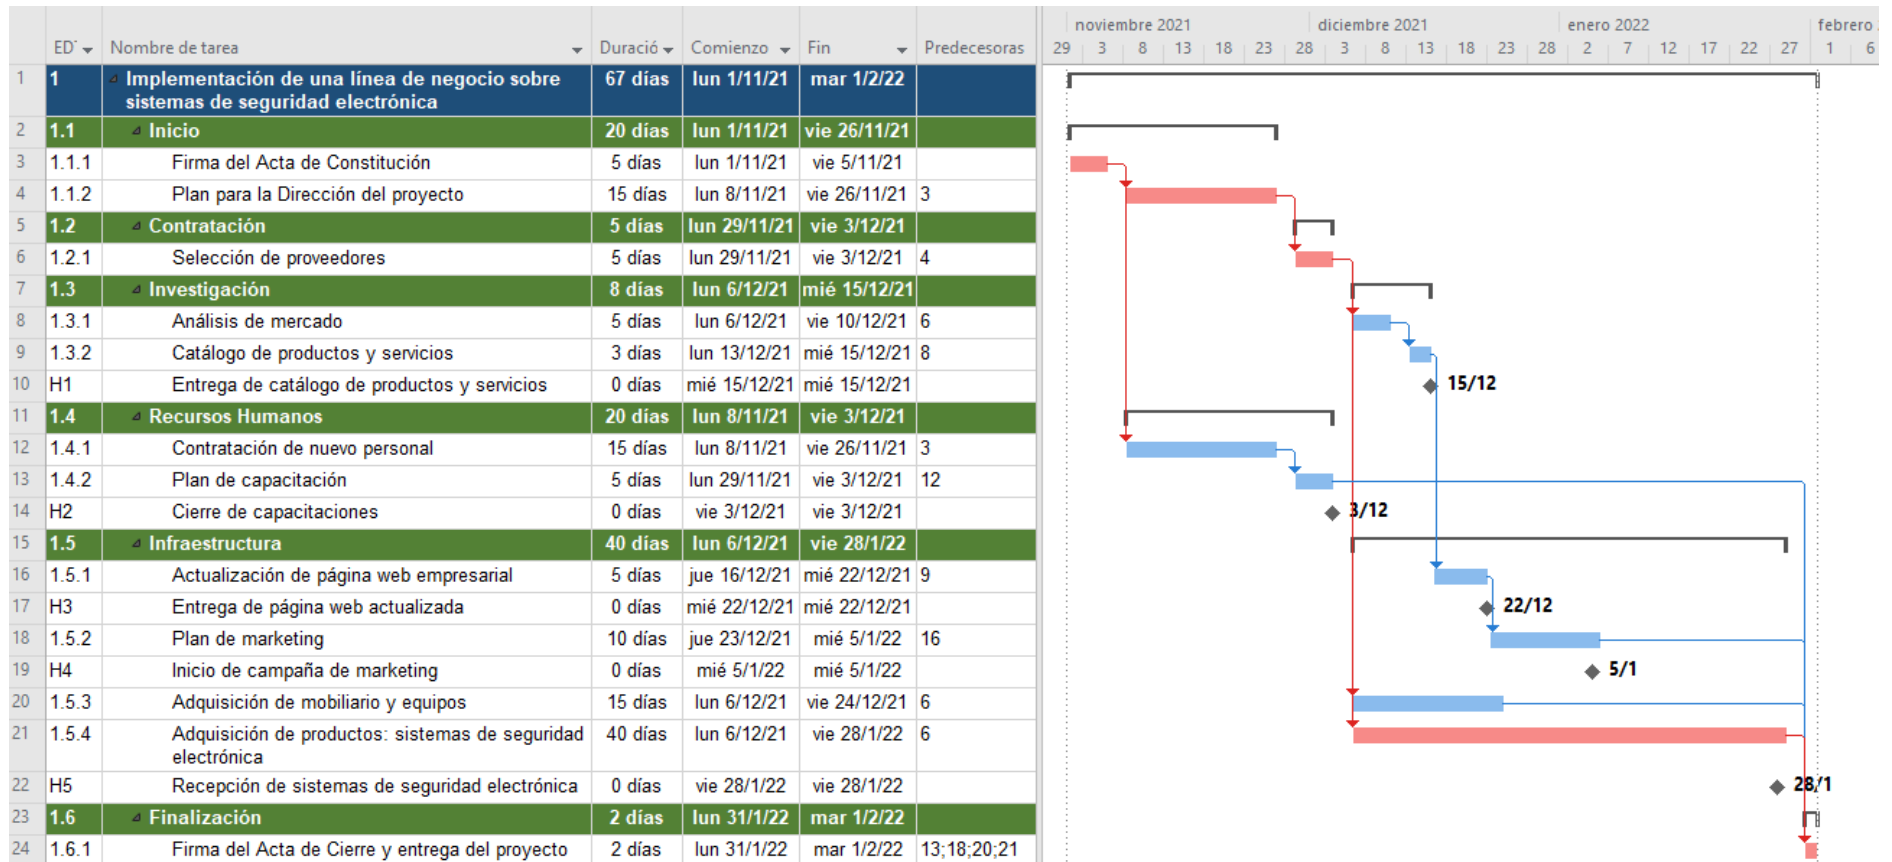 noviembre 2021 diciembre 2021 enero 2022 febrero
ED Nombre de tarea Duració Comienzo Fin Predecesoras 29 3 8 13 18 23 28 3 8 13 18 23 28 2 7 12 17 22 27 1 6
1 1 Implementación de una línea de negocio sobre 67 días lun 1/11/21 mar 1/2/22
sistemas de seguridad electrónica
2 1.1 Inicio 20 días lun 1/11/21 vie 26/11/21
3 1.1.1 Firma del Acta de Constitución 5 días lun 1/11/21 vie 5/11/21
4 1.1.2 Plan para la Dirección del proyecto 15 días lun 8/11/21 vie 26/11/21 3
5 1.2 Contratación 5 días lun 29/11/21 vie 3/12/21
6 1.2.1 Selección de proveedores 5 días lun 29/11/21 vie 3/12/21 4
7 1.3 Investigación 8 días lun 6/12/21 mié 15/12/21
8 1.3.1 Análisis de mercado 5 días lun 6/12/21 vie 10/12/21 6
9 1.3.2 Catálogo de productos y servicios 3 días lun 13/12/21 mié 15/12/21 8
10 H1 Entrega de catálogo de productos y servicios 0 días mié 15/12/21 mié 15/12/21 15/12
11 1.4 Recursos Humanos 20 días lun 8/11/21 vie 3/12/21
12 1.4.1 Contratación de nuevo personal 15 días lun 8/11/21 vie 26/11/21 3
13 1.4.2 Plan de capacitación 5 días lun 29/11/21 vie 3/12/21 12
14 H2 Cierre de capacitaciones 0 días vie 3/12/21 vie 3/12/21 3/12
15 1.5 Infraestructura 40 días lun 6/12/21 vie 28/1/22
16 1.5.1 Actualización de página web empresarial 5 días jue 16/12/21 mié 22/12/21 9
17 H3 Entrega de página web actualizada 0 días mié 22/12/21 mié 22/12/21 22/12
18 1.5.2 Plan de marketing 10 días jue 23/12/21 mié 5/1/22 16
19 H4 Inicio de campaña de marketing 0 días mié 5/1/22 mié 5/1/22 5/1
20 1.5.3 Adquisición de mobiliario y equipos 15 días lun 6/12/21 vie 24/12/21 6
21 1.5.4 Adquisición de productos: sistemas de seguridad 40 días lun 6/12/21 vie 28/1/22 6
electrónica
22 H5 Recepción de sistemas de seguridad electrónica 0 días vie 28/1/22 vie 28/1/22 28/1
23 1.6 Finalización 2 días lun 31/1/22 mar 1/2/22
24 1.6.1 Firma del Acta de Cierre y entrega del proyecto 2 días lun 31/1/22 mar 1/2/22 13;18;20;21